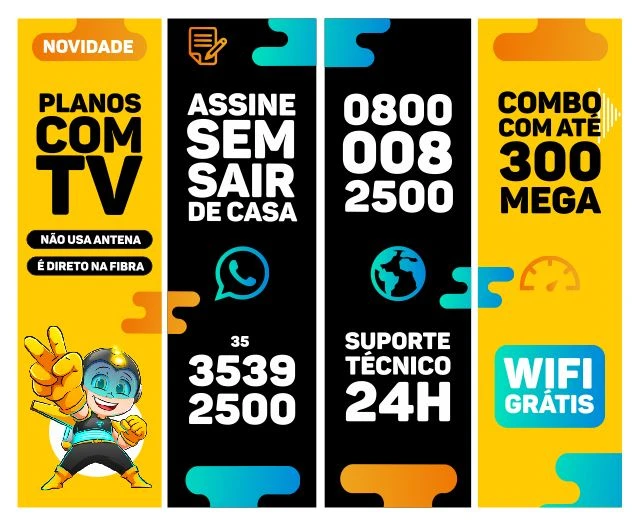 NOVIDADE
PLANOS
COM
TV
NÃO USA ANTENA
É DIRETO NA FIBRA
ASSINE
SEM
SAIR
DE CASA
35
3539
2500
0800
008
2500
SUPORTE
TÉCNICO
24H
COMBO
COM ATÉ
300
MEGA
WIFI
GRÁTIS